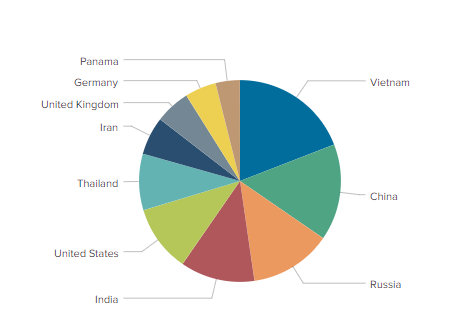 Panama
Germany
United Kingdom
Iran
Thailand
United States
India
Vietnam
China
Russia